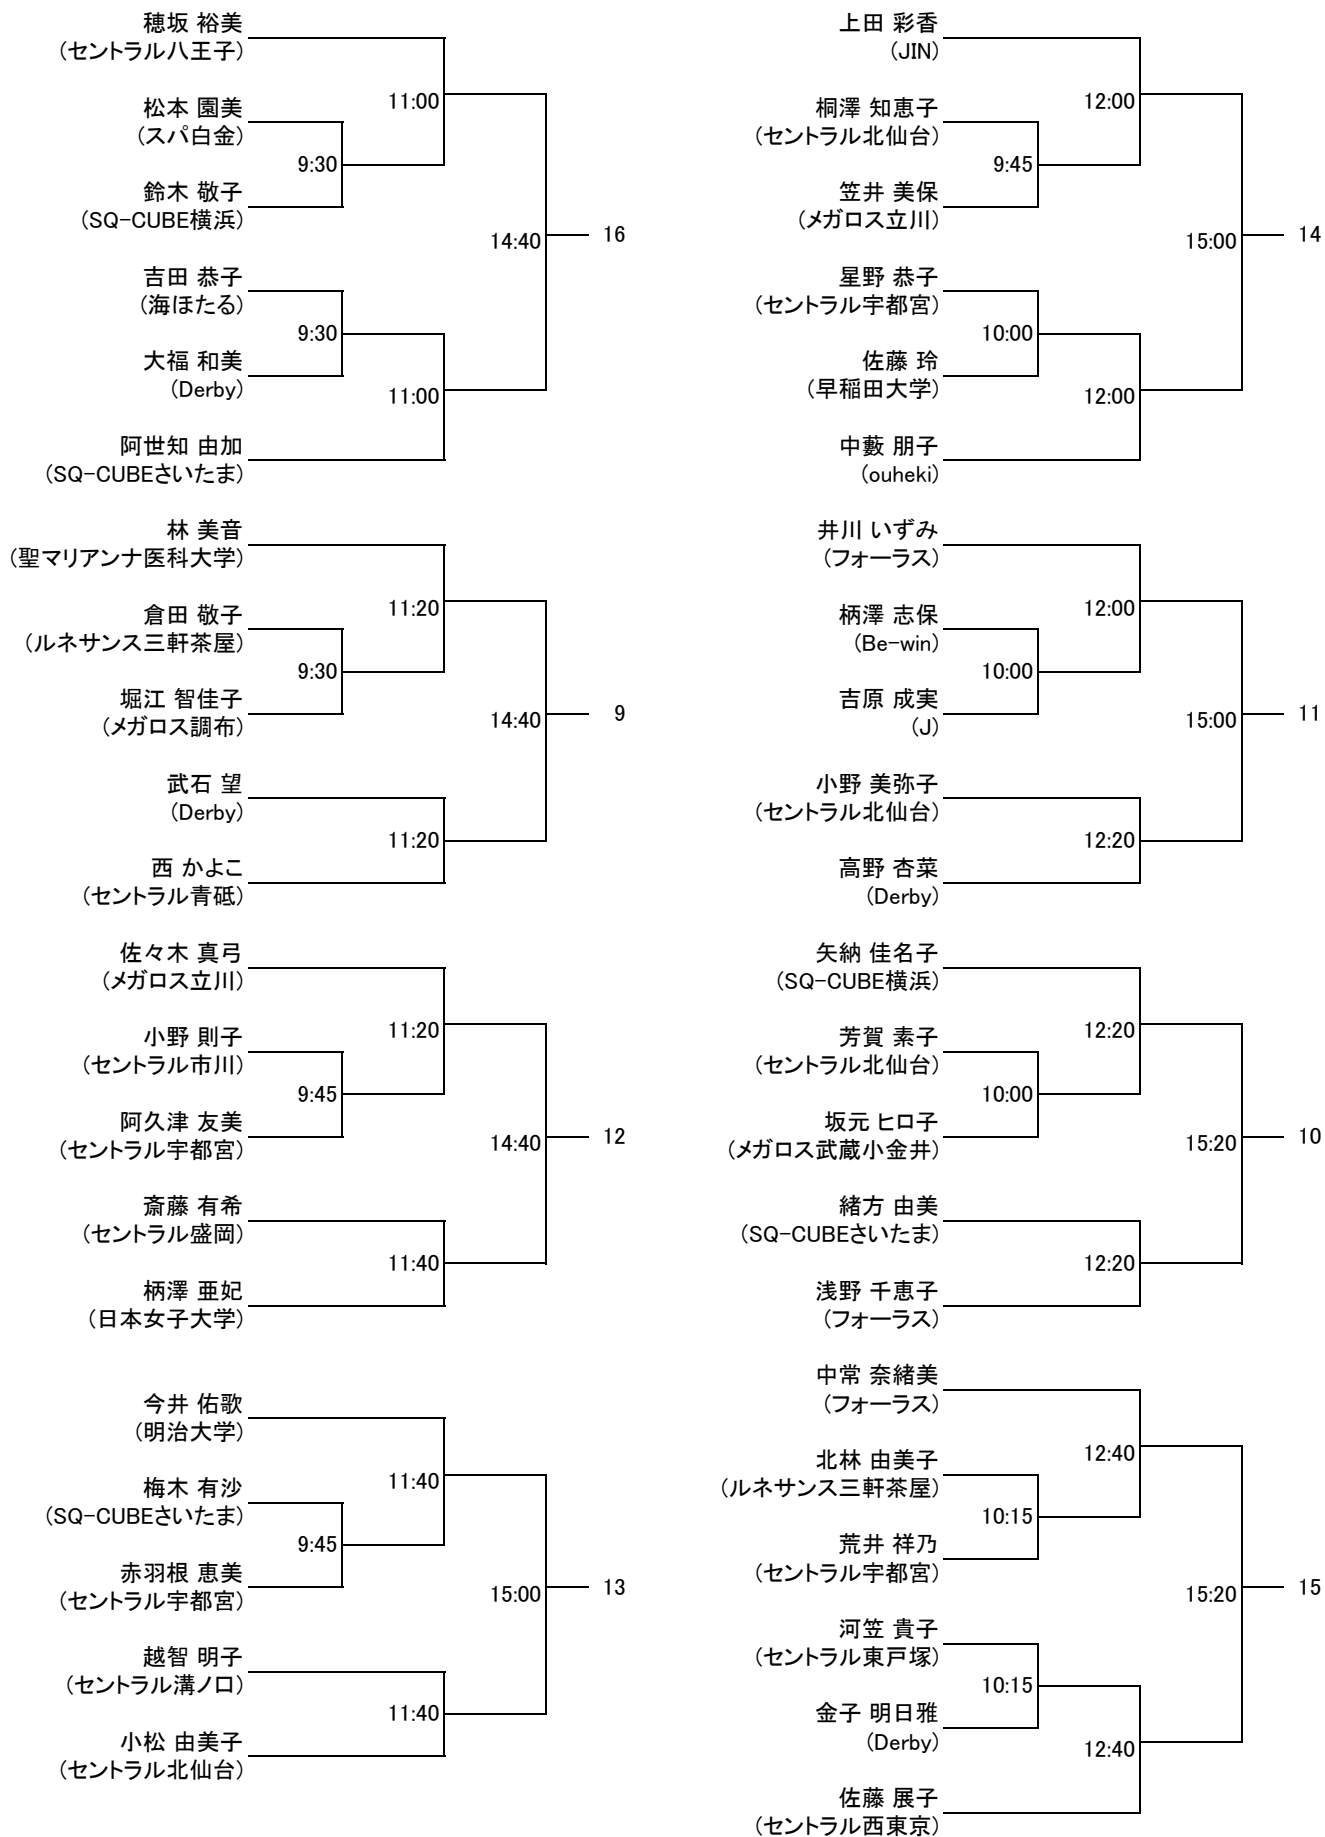 穂坂 裕美
(セントラル八王子)
11:00
松本 園美
(スパ白金)
9:30
鈴木 敬子
(SQ-CUBE横浜)
14:40
16
吉田 恭子
(海ほたる)
9:30
大福 和美
(Derby)
11:00
阿世知 由加
(SQ-CUBEさいたま)
林 美音
(聖マリアンナ医科大学)
11:20
倉田 敬子
(ルネサンス三軒茶屋)
9:30
堀江 智佳子
(メガロス調布)
14:40
9
武石 望
(Derby)
11:20
西 かよこ
(セントラル青砥)
佐々木 真弓
(メガロス立川)
11:20
小野 則子
(セントラル市川)
9:45
阿久津 友美
(セントラル宇都宮)
14:40
12
斎藤 有希
(セントラル盛岡)
11:40
柄澤 亜妃
(日本女子大学)
今井 佑歌
(明治大学)
11:40
梅木 有沙
(SQ-CUBEさいたま)
9:45
赤羽根 恵美
(セントラル宇都宮)
15:00
13
越智 明子
(セントラル溝ノ口)
11:40
小松 由美子
(セントラル北仙台)
上田 彩香
(JIN)
12:00
桐澤 知恵子
(セントラル北仙台)
9:45
笠井 美保
(メガロス立川)
15:00
14
星野 恭子
(セントラル宇都宮)
10:00
佐藤 玲
(早稲田大学)
12:00
中藪 朋子
(ouheki)
井川 いずみ
(フォーラス)
12:00
柄澤 志保
(Be-win)
10:00
吉原 成実
(J)
15:00
11
小野 美弥子
(セントラル北仙台)
12:20
高野 杏菜
(Derby)
矢納 佳名子
(SQ-CUBE横浜)
12:20
芳賀 素子
(セントラル北仙台)
10:00
坂元 ヒロ子
(メガロス武蔵小金井)
15:20
10
緒方 由美
(SQ-CUBEさいたま)
12:20
浅野 千恵子
(フォーラス)
中常 奈緒美
(フォーラス)
12:40
北林 由美子
(ルネサンス三軒茶屋)
10:15
荒井 祥乃
(セントラル宇都宮)
15:20
15
河笠 貴子
(セントラル東戸塚)
10:15
金子 明日雅
(Derby)
12:40
佐藤 展子
(セントラル西東京)